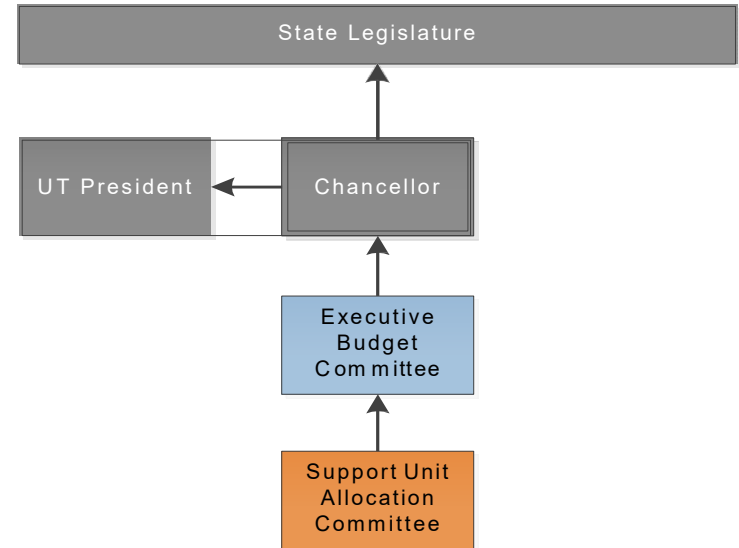 State Legislature
UT President
Chancellor
Executive
Budget
Committee
Support Unit
Allocation
Committee